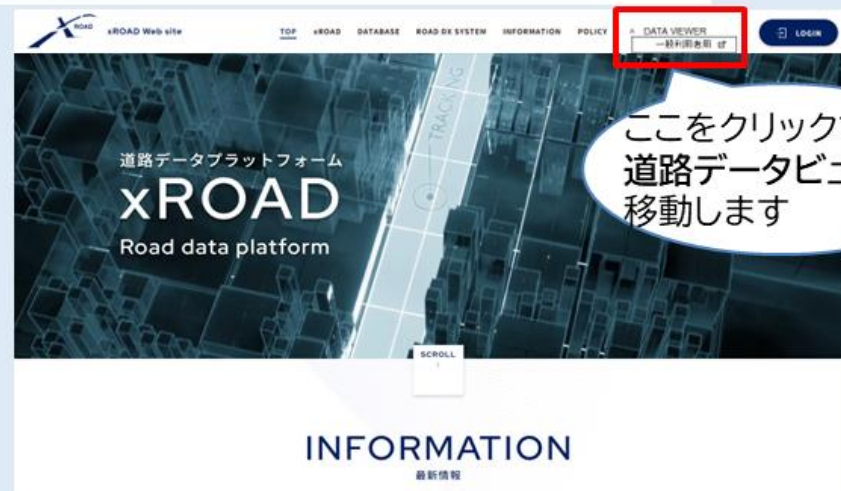 xROAD xROAD Web site TOP xROAD DATABASE ROAD DX SYSTEM INFORMATION POLICY DATA VIEWER LOGIN
一般利用者用
TRACKING
ここをクリック
道路データビュ
移動します
道路データプラットフォーム
xROAD
Road data platform
SCROLL
INFORMATION
最新情報